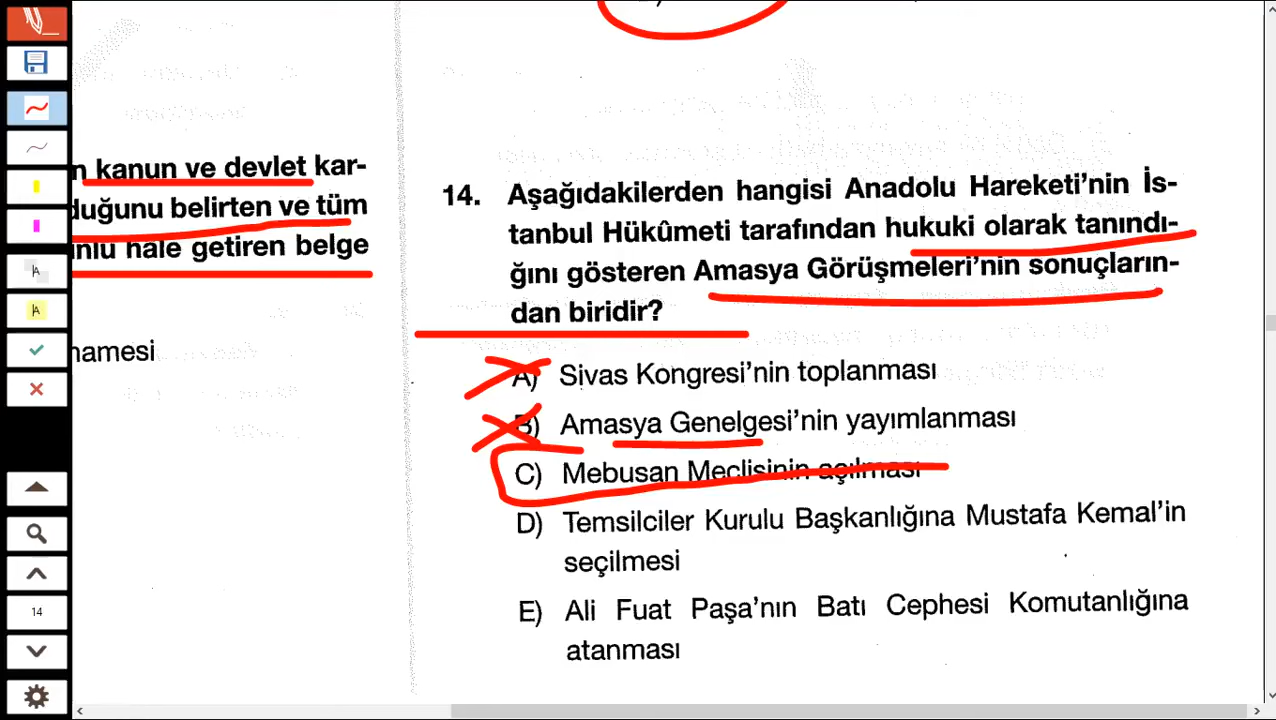 n kanun ve devlet kar-
duğunu belirten ve tüm
unlu hale getiren belge
namesi
14. Aşağıdakilerden hangisi Anadolu Hareketi’nin İs-
tanbul Hükûmeti tarafından hukuki olarak tanındı-
ğını gösteren Amasya Görüşmeleri’nin sonuçların-
dan biridir?
A) Sivas Kongresi’nin toplanması
B) Amasya Genelgesi’nin yayımlanması
C) Mebusan Meclisinin açılması
D) Temsilciler Kurulu Başkanlığına Mustafa Kemal’in
seçilmesi
E) Ali Fuat Paşa’nın Batı Cephesi Komutanlığına
atanması
14